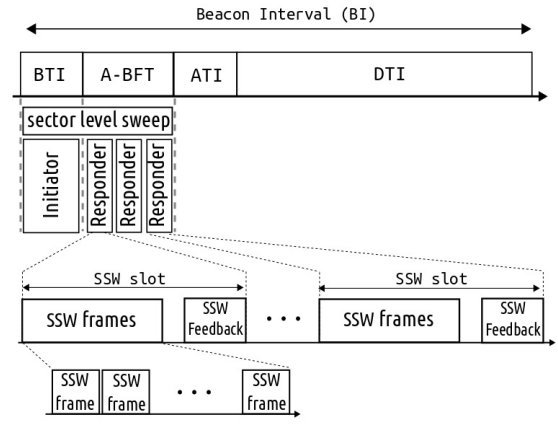 Beacon Interval (BI)
BTI A-BFT ATI DTI
sector level sweep
Initiator Responder Responder Responder
SSW slot SSW slot
SSW frames SSW Feedback ... SSW frames SSW Feedback
SSW frame SSW frame ... SSW frame